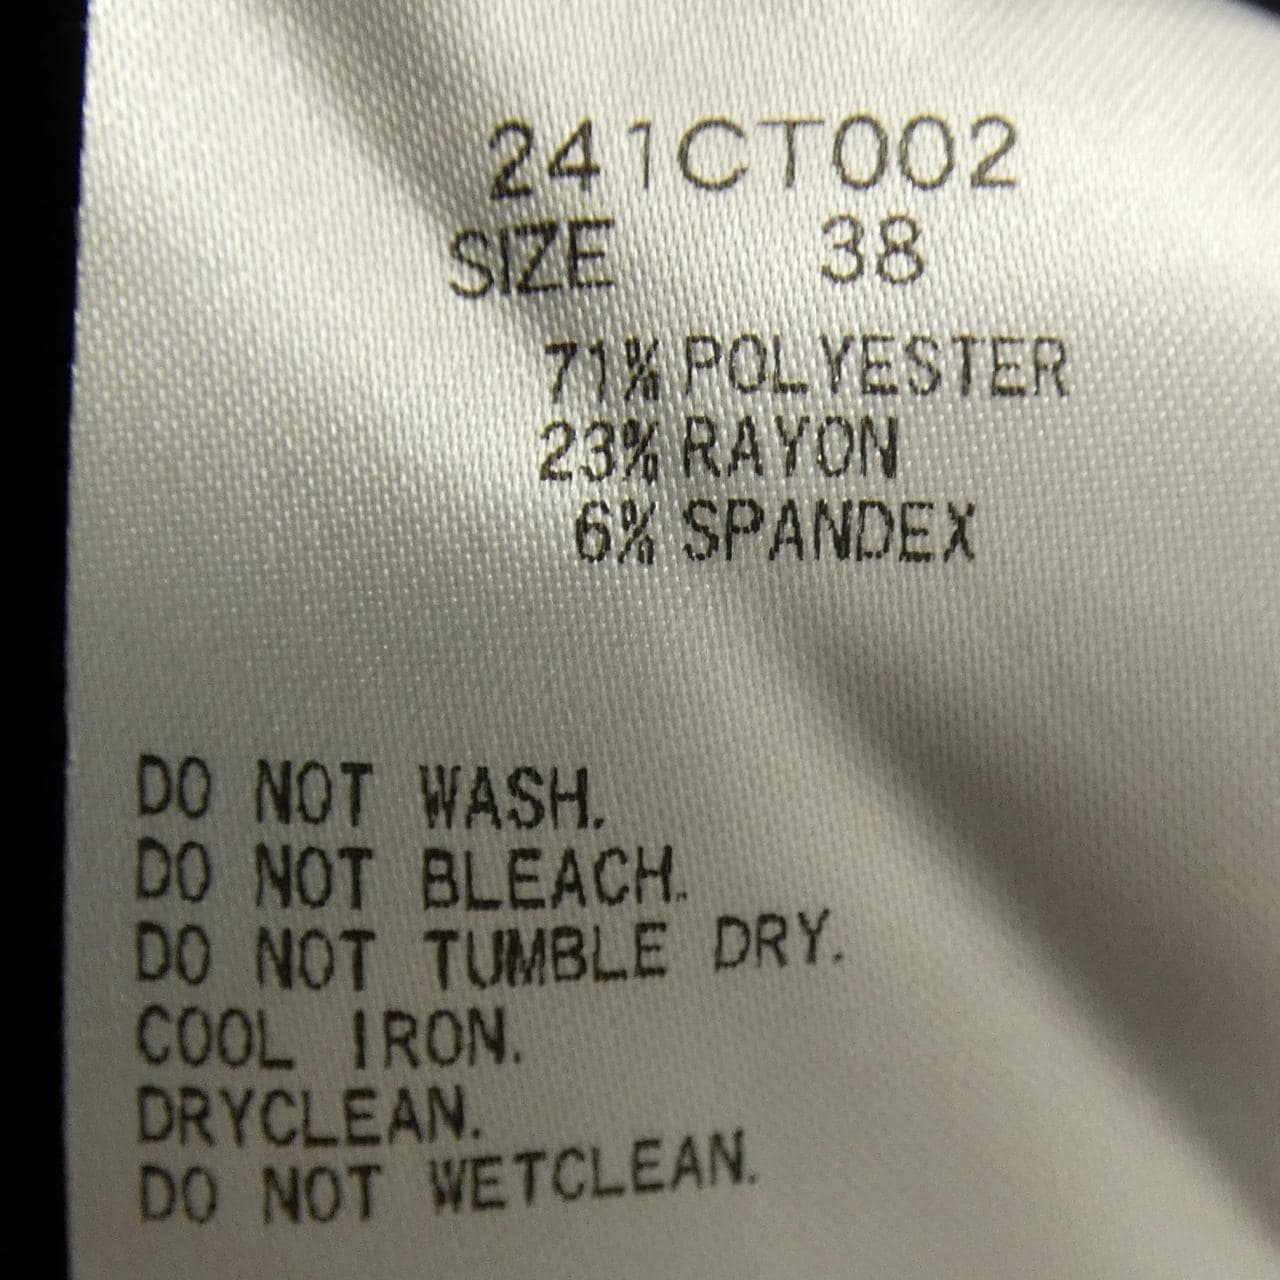 241CT002
SIZE 38
71% POLYESTER
23% RAYON
6% SPANDEX
DO NOT WASH.
DO NOT BLEACH.
DO NOT TUMBLE DRY.
COOL IRON.
DRYCLEAN.
DO NOT WETCLEAN.